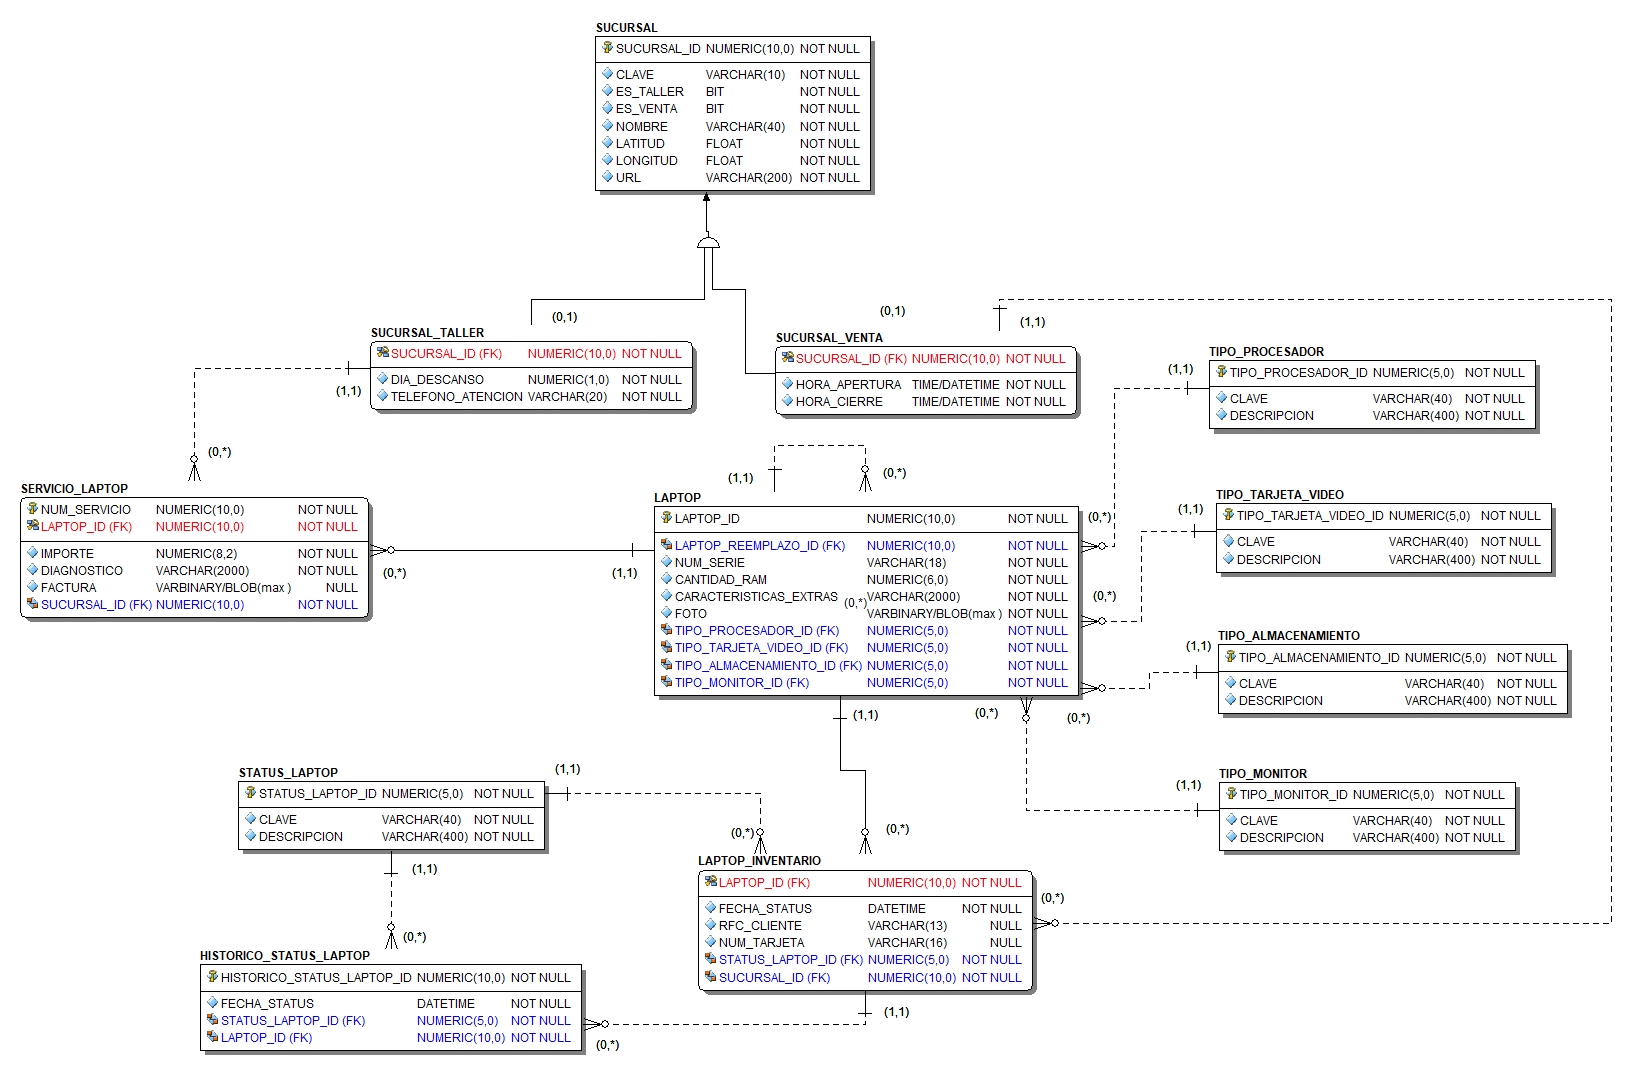 SUCURSAL
SUCURSAL_ID NUMERIC(10,0) NOT NULL
CLAVE VARCHAR(10) NOT NULL
ES_TALLER BIT NOT NULL
ES_VENTA BIT NOT NULL
NOMBRE VARCHAR(40) NOT NULL
LATITUD FLOAT NOT NULL
LONGITUD FLOAT NOT NULL
URL VARCHAR(200) NOT NULL
(0,1)
(0,1)
(1,1)
SUCURSAL_TALLER
SUCURSAL_ID (FK) NUMERIC(10,0) NOT NULL
DIA_DESCANSO NUMERIC(1,0) NOT NULL
TELEFONO_ATENCION VARCHAR(20) NOT NULL
(1,1)
(0,*)
SUCURSAL_VENTA
SUCURSAL_ID (FK) NUMERIC(10,0) NOT NULL
HORA_APERTURA TIME/DATETIME NOT NULL
HORA_CIERRE TIME/DATETIME NOT NULL
TIPO_PROCESADOR
TIPO_PROCESADOR_ID NUMERIC(5,0) NOT NULL
CLAVE VARCHAR(40) NOT NULL
DESCRIPCION VARCHAR(400) NOT NULL
(1,1)
(0,*)
SERVICIO_LAPTOP
NUM_SERVICIO NUMERIC(10,0) NOT NULL
LAPTOP_ID (FK) NUMERIC(10,0) NOT NULL
IMPORTE NUMERIC(8,2) NOT NULL
DIAGNOSTICO VARCHAR(2000) NOT NULL
FACTURA VARBINARY/BLOB(max ) NULL
SUCURSAL_ID (FK) NUMERIC(10,0) NOT NULL
(0,*)
(1,1)
(1,1)
(0,*)
LAPTOP
LAPTOP_ID NUMERIC(10,0) NOT NULL
LAPTOP_REEMPLAZO_ID (FK) NUMERIC(10,0) NOT NULL
NUM_SERIE VARCHAR(18) NOT NULL
CANTIDAD_RAM NUMERIC(6,0) NOT NULL
CARACTERISTICAS_EXTRAS VARCHAR(2000) NOT NULL
(0,*)
FOTO VARBINARY/BLOB(max ) NOT NULL
TIPO_PROCESADOR_ID (FK) NUMERIC(5,0) NOT NULL
TIPO_TARJETA_VIDEO_ID (FK) NUMERIC(5,0) NOT NULL
TIPO_ALMACENAMIENTO_ID (FK) NUMERIC(5,0) NOT NULL
TIPO_MONITOR_ID (FK) NUMERIC(5,0) NOT NULL
TIPO_TARJETA_VIDEO
TIPO_TARJETA_VIDEO_ID NUMERIC(5,0) NOT NULL
CLAVE VARCHAR(40) NOT NULL
DESCRIPCION VARCHAR(400) NOT NULL
(1,1)
(0,*)
TIPO_ALMACENAMIENTO
TIPO_ALMACENAMIENTO_ID NUMERIC(5,0) NOT NULL
CLAVE VARCHAR(40) NOT NULL
DESCRIPCION VARCHAR(400) NOT NULL
(1,1)
(0,*)
(0,*)
(1,1)
TIPO_MONITOR
TIPO_MONITOR_ID NUMERIC(5,0) NOT NULL
CLAVE VARCHAR(40) NOT NULL
DESCRIPCION VARCHAR(400) NOT NULL
(1,1)
STATUS_LAPTOP
STATUS_LAPTOP_ID NUMERIC(5,0) NOT NULL
CLAVE VARCHAR(40) NOT NULL
DESCRIPCION VARCHAR(400) NOT NULL
(1,1)
(0,*)
(0,*)
(1,1)
(0,*)
LAPTOP_INVENTARIO
LAPTOP_ID (FK) NUMERIC(10,0) NOT NULL
FECHA_STATUS DATETIME NOT NULL
RFC_CLIENTE VARCHAR(13) NULL
NUM_TARJETA VARCHAR(16) NULL
STATUS_LAPTOP_ID (FK) NUMERIC(5,0) NOT NULL
SUCURSAL_ID (FK) NUMERIC(10,0) NOT NULL
(0,*)
HISTORICO_STATUS_LAPTOP
HISTORICO_STATUS_LAPTOP_ID NUMERIC(10,0) NOT NULL
FECHA_STATUS DATETIME NOT NULL
STATUS_LAPTOP_ID (FK) NUMERIC(5,0) NOT NULL
LAPTOP_ID (FK) NUMERIC(10,0) NOT NULL
(1,1)
(0,*)